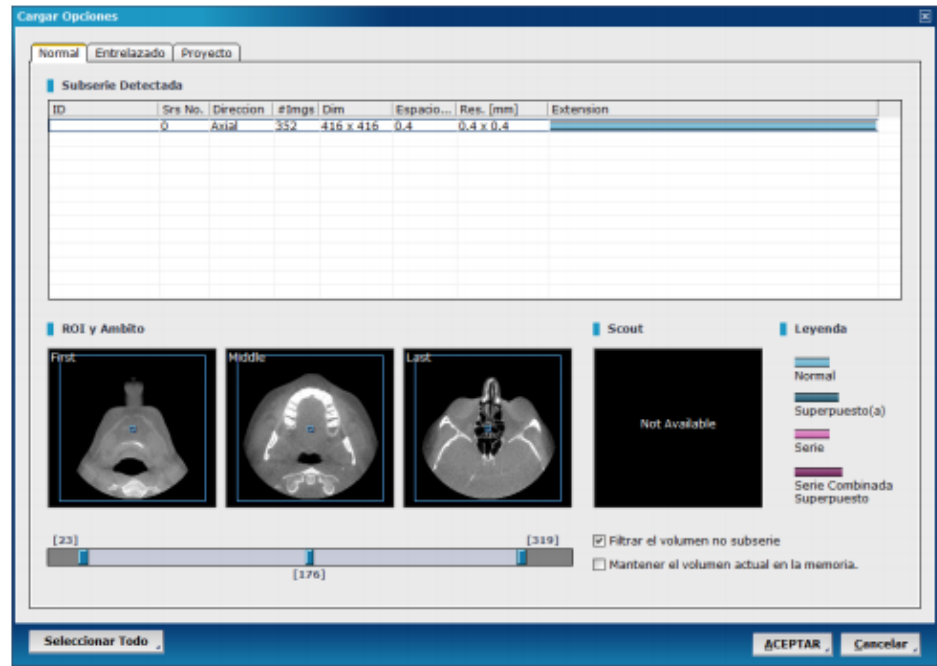 Cargar Opciones
Normal Entrelazado Proyecto
Subserie Detectada
ID Srs No. Direccion #Imgs Dim Espacio... Res. [mm] Extension
0 Axial 352 416 x 416 0.4 0.4 x 0.4
ROI y Ambito Scout Leyenda
First Middle Last
Normal
Not Available
Superpuesto(a)
Serie
Serie Combinada
Superpuesto
[23] [319]
[176]
Filtrar el volumen no subserie
Mantener el volumen actual en la memoria.
Seleccionar Todo ACEPTAR Cancelar